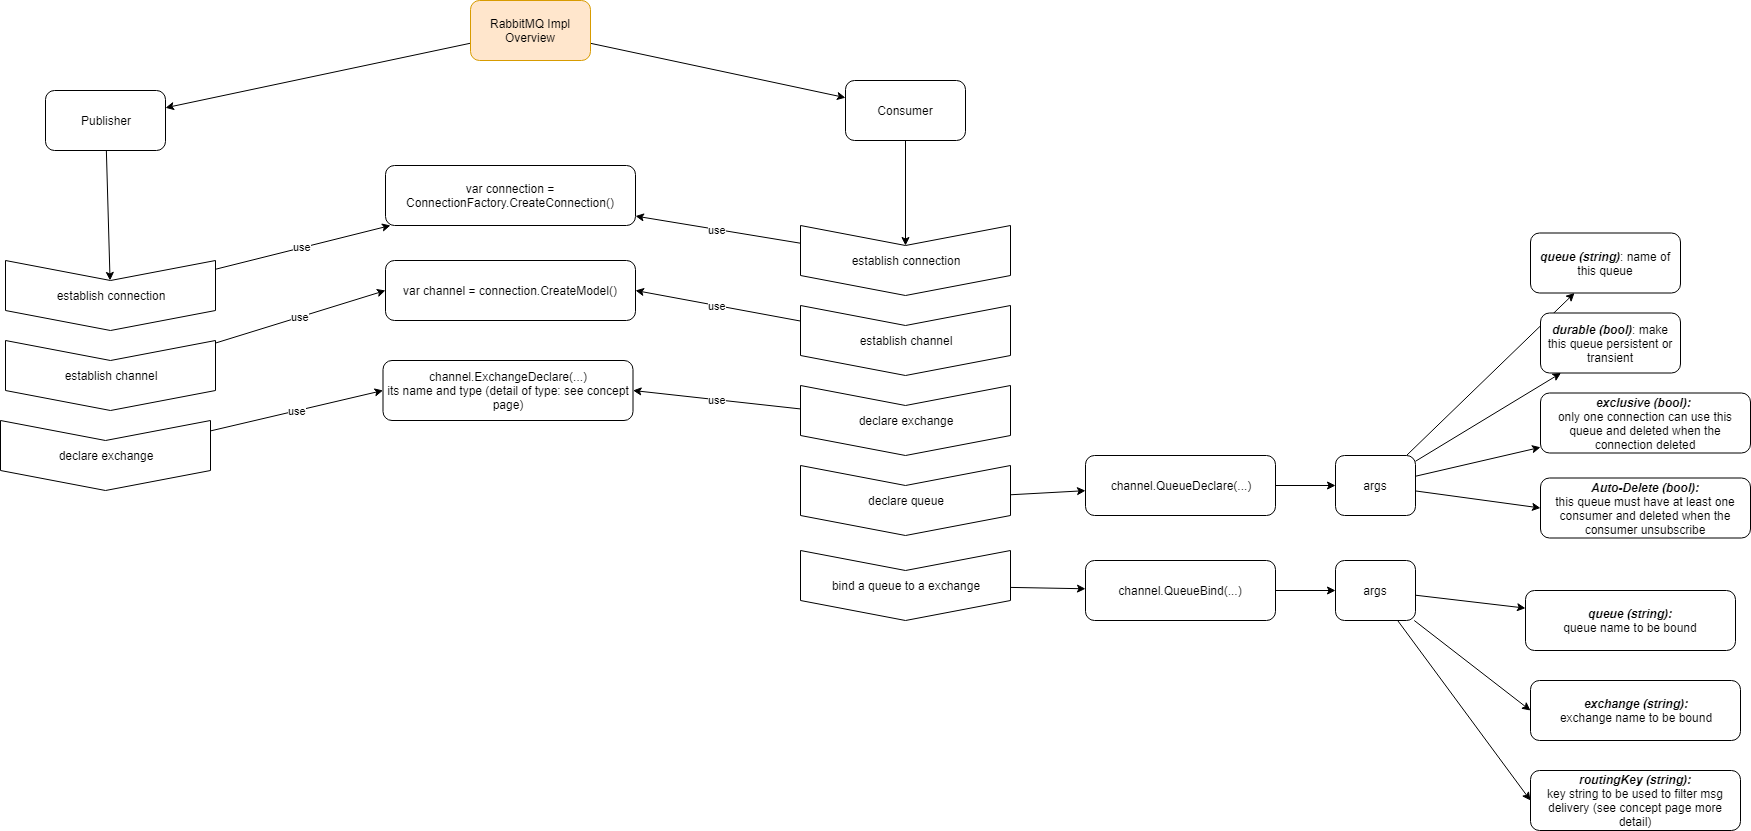 RabbitMQ Impl
Overview
Publisher
Consumer
var connection =
ConnectionFactory.CreateConnection()
use
use
establish connection
establish connection
var channel = connection.CreateModel()
use
use
establish channel
establish channel
channel.ExchangeDeclare(...)
its name and type (detail of type: see concept
page)
use
use
declare exchange
declare exchange
declare queue
channel.QueueDeclare(...)
args
queue (string): name of
this queue
durable (bool): make
this queue persistent or
transient
exclusive (bool):
only one connection can use this
queue and deleted when the
connection deleted
Auto-Delete (bool):
this queue must have at least one
consumer and deleted when the
consumer unsubscribe
bind a queue to a exchange
channel.QueueBind(...)
args
queue (string):
queue name to be bound
exchange (string):
exchange name to be bound
routingKey (string):
key string to be used to filter msg
delivery (see concept page more
detail)